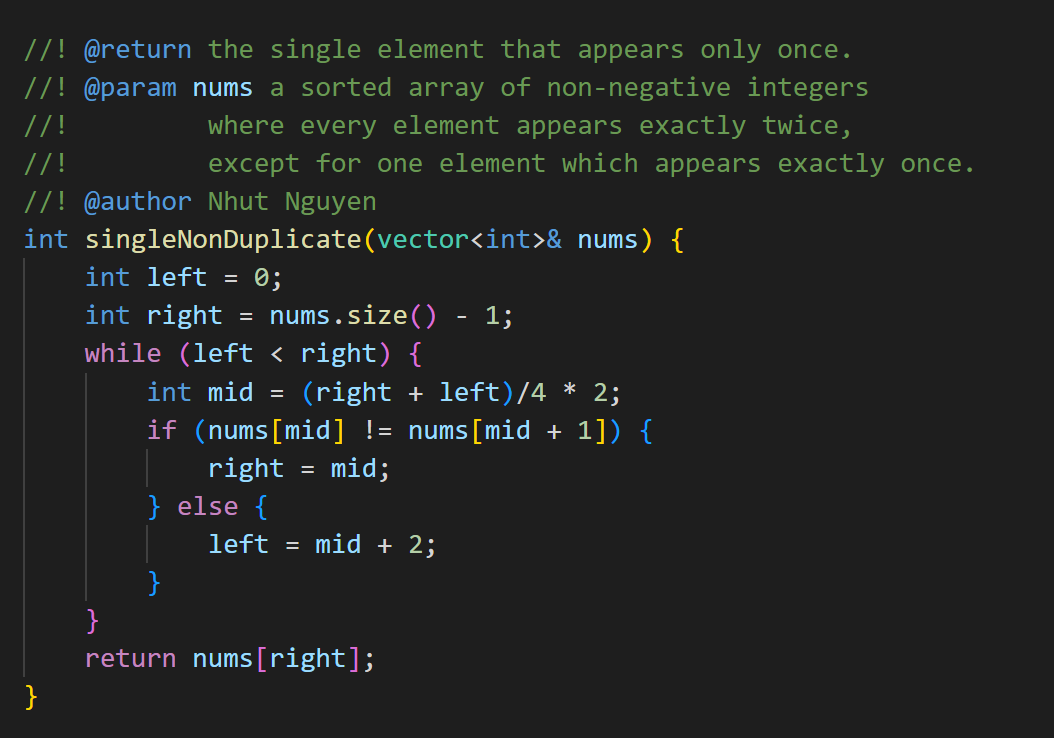 //! @return the single element that appears only once.
//! @param nums a sorted array of non-negative integers
//!         where every element appears exactly twice,
//!         except for one element which appears exactly once.
//! @author Nhut Nguyen
int singleNonDuplicate(vector<int>& nums) {
    int left = 0;
    int right = nums.size() - 1;
    while (left < right) {
        int mid = (right + left)/4 * 2;
        if (nums[mid] != nums[mid + 1]) {
            right = mid;
        } else {
            left = mid + 2;
        }
    }
    return nums[right];
}